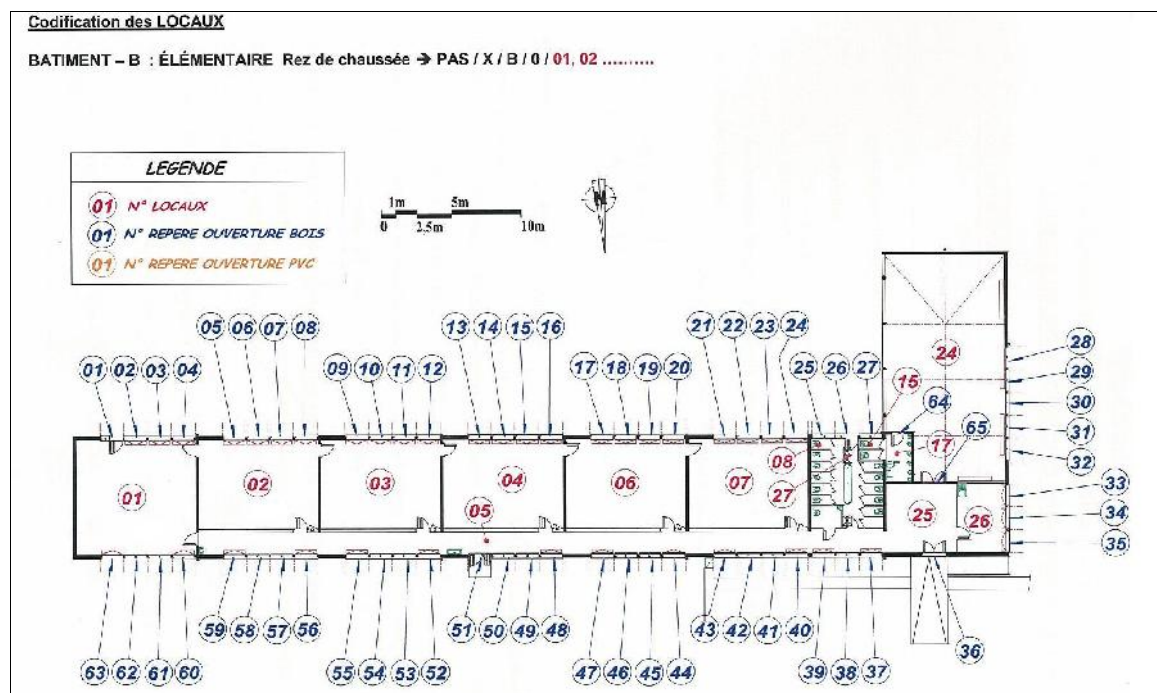 Codification des LOCAUX
BATIMENT – B : ÉLÉMENTAIRE Rez de chaussée → PAS / X / B / 0 / 01, 02 ..........
LEGENDE
01 N° LOCAUX
01 N° REPERE OUVERTURE BOIS
01 N° REPERE OUVERTURE PVC
1m 5m
0 2.5m 10m
N
05 06 07 08 13 14 15 16 21 22 23 24
01 02 03 04 09 10 11 12 17 18 19 20 25 26 27
15
64
65
24
28
29
30
31
32
33
34
35
08
27
17
01 02 03 04 06 07
25 26
05
59 58 57 56 51 50 49 48 43 42 41 40
63 62 61 60 55 54 53 52 47 46 45 44 39 38 37
36